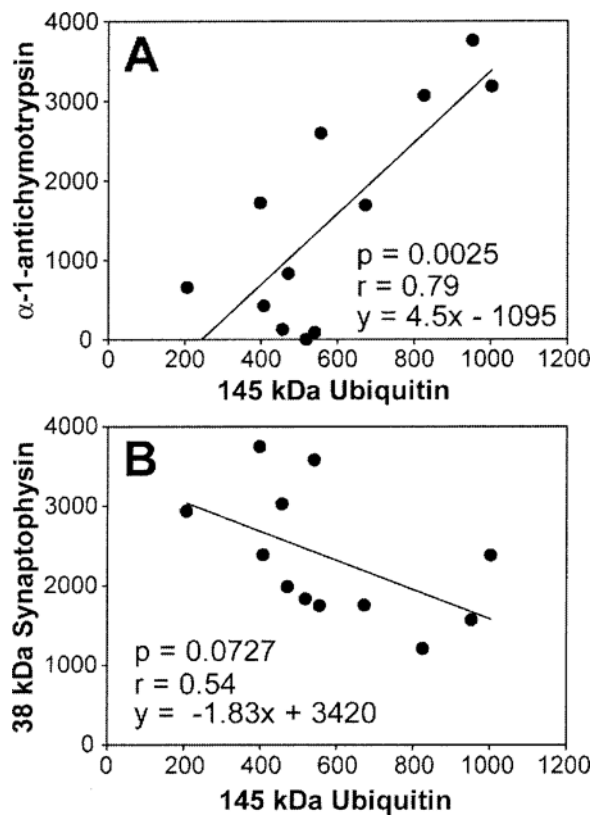 A
α-1-antichymotrypsin
4000
3000
2000
1000
0
p = 0.0025
r = 0.79
y = 4.5x - 1095
0 200 400 600 800 1000 1200
145 kDa Ubiquitin
B
38 kDa Synaptophysin
4000
3000
2000
1000
0
p = 0.0727
r = 0.54
y = -1.83x + 3420
0 200 400 600 800 1000 1200
145 kDa Ubiquitin